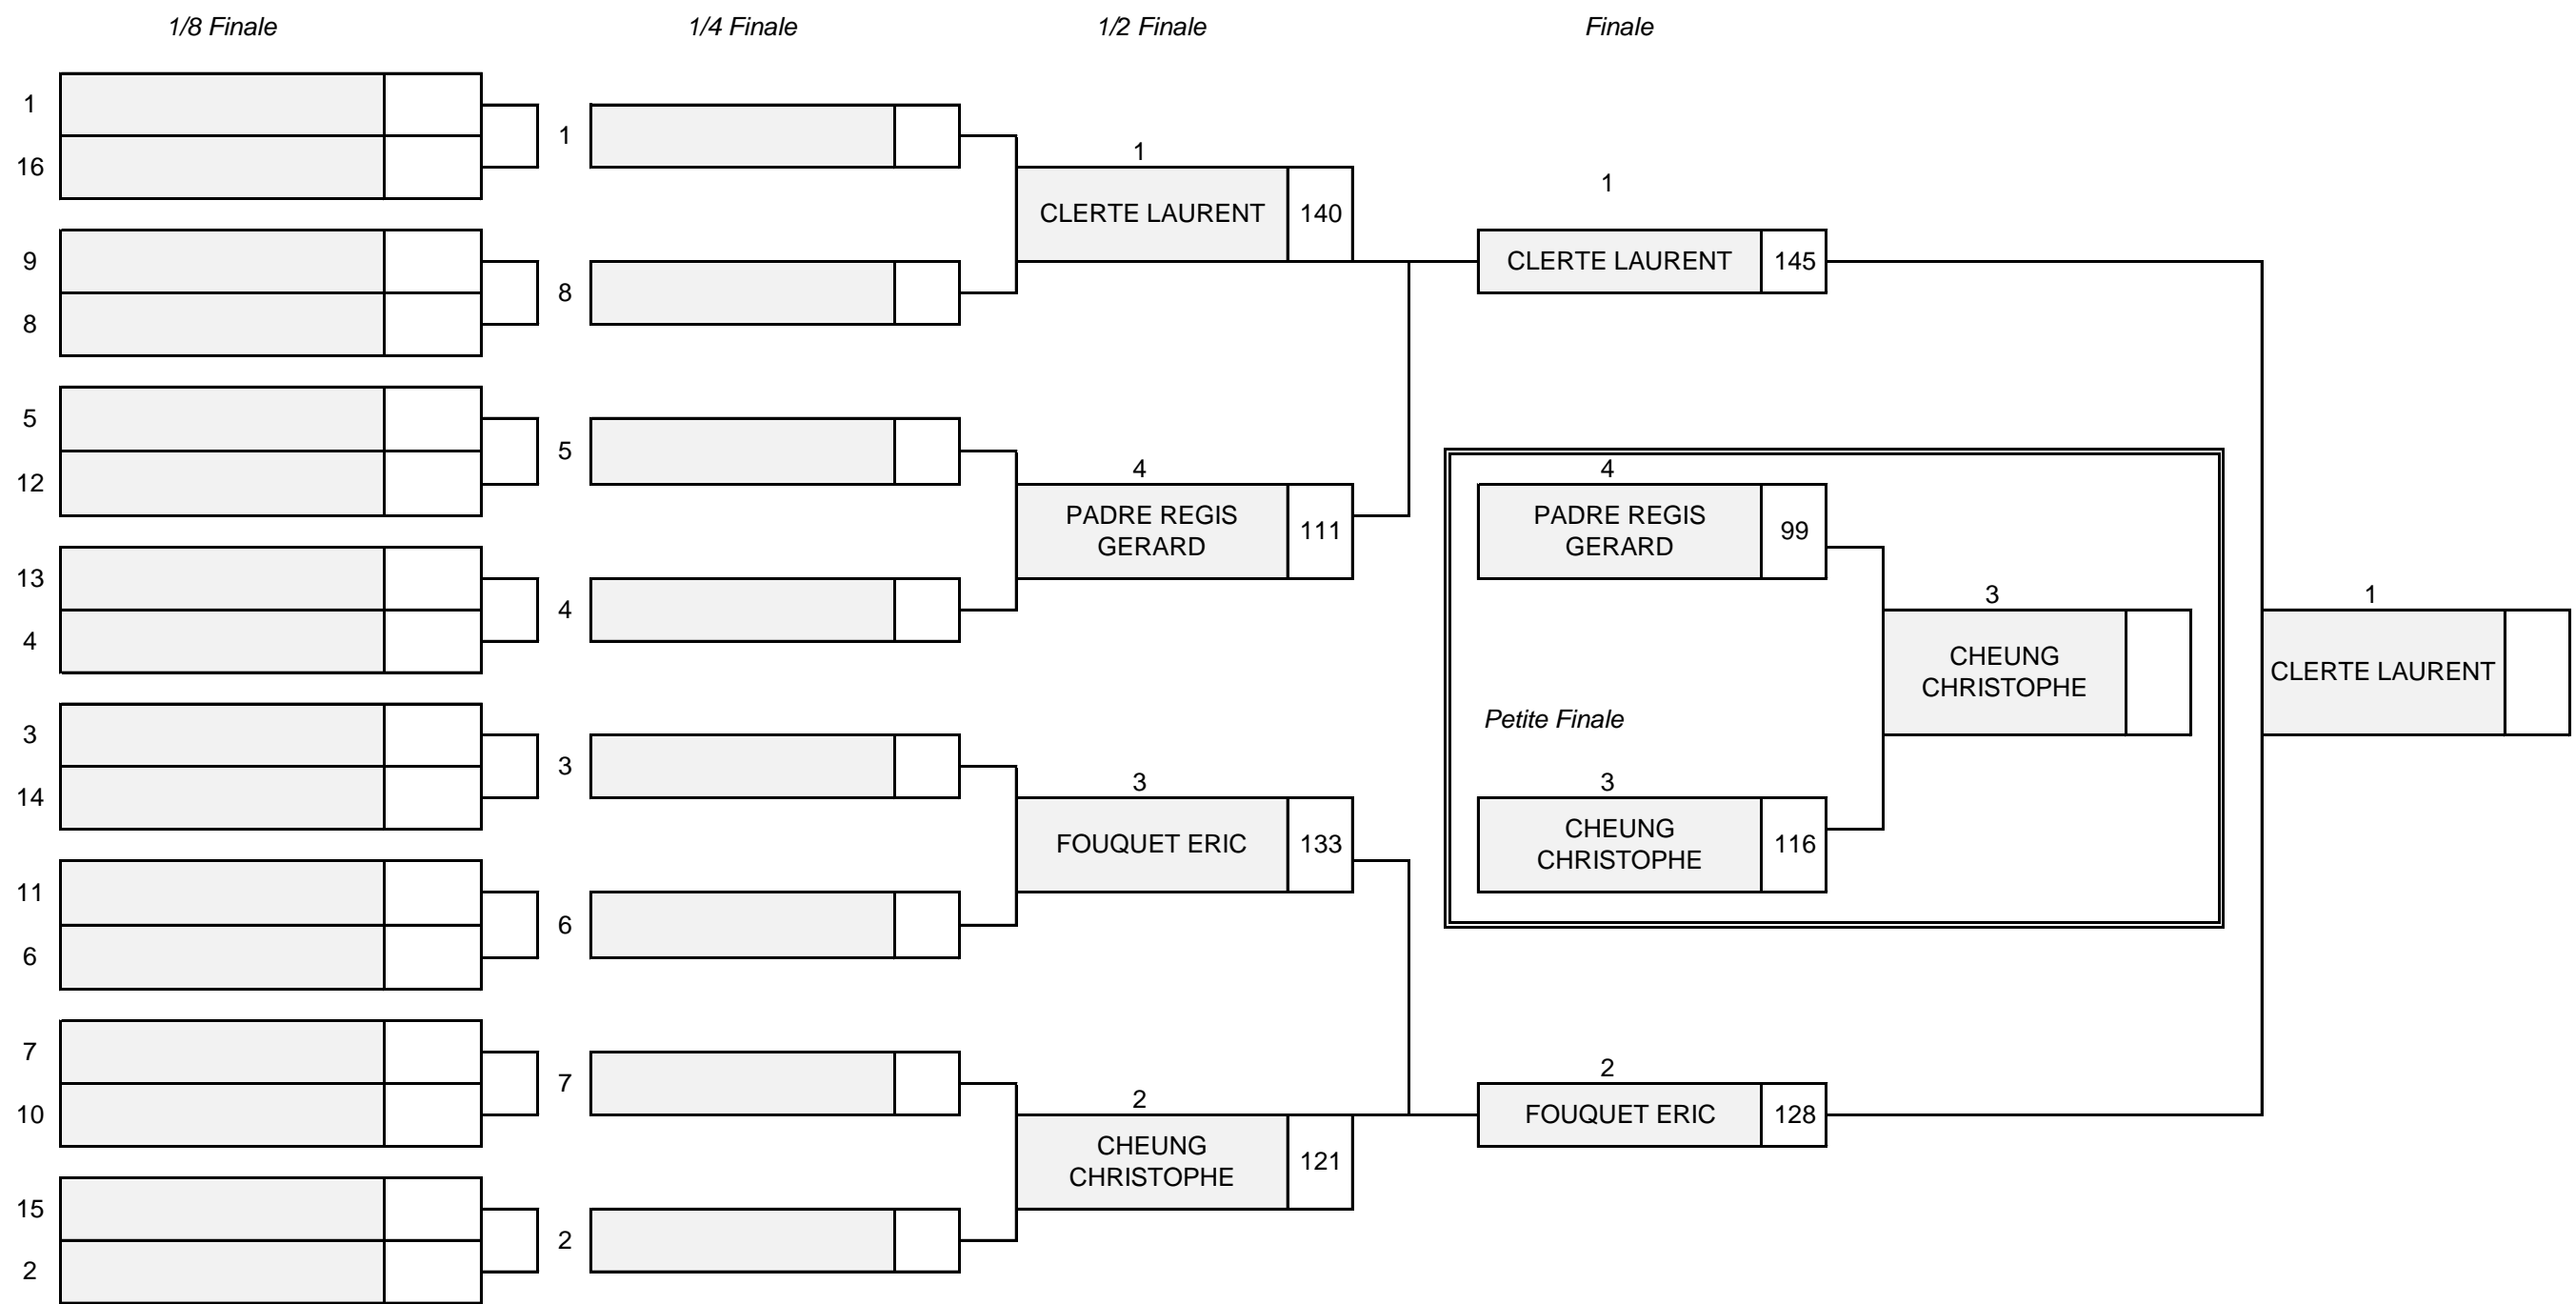 1/8 Finale
1/4 Finale
1/2 Finale
Finale
1
16
9
8
5
12
13
4
3
14
11
6
7
10
15
2
1
8
5
4
3
6
7
2
1
CLERTE LAURENT 140
4
PADRE REGIS
GERARD
111
3
FOUQUET ERIC 133
2
CHEUNG
CHRISTOPHE
121
1
CLERTE LAURENT 145
4
PADRE REGIS
GERARD
99
Petite Finale
3
CHEUNG
CHRISTOPHE
116
3
CHEUNG
CHRISTOPHE
2
FOUQUET ERIC 128
1
CLERTE LAURENT